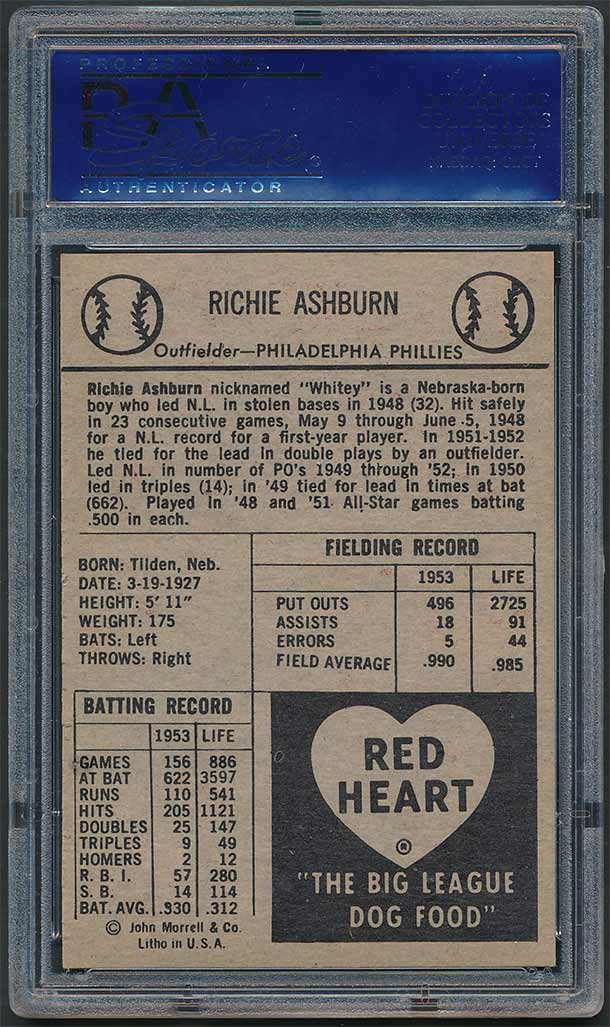 PROFESSIONAL
PSA
Sports®
AUTHENTICATOR
A
DIVISION OF
COLLECTORS
UNIVERSE
NASDAQ: CLCT
RICHIE ASHBURN
Outfielder—PHILADELPHIA PHILLIES
Richie Ashburn nicknamed "Whitey" is a Nebraska-born
boy who led N.L. in stolen bases in 1948 (32). Hit safely
in 23 consecutive games, May 9 through June 5, 1948
for a N.L. record for a first-year player. In 1951-1952
he tied for the lead in double plays by an outfielder.
Led N.L. in number of PO's 1949 through '52; in 1950
led in triples (14); in '49 tied for lead in times at bat
(662). Played in '48 and '51 All-Star games batting
.500 in each.
BORN: Tilden, Neb.
DATE: 3-19-1927
HEIGHT: 5' 11"
WEIGHT: 175
BATS: Left
THROWS: Right
FIELDING RECORD
1953 LIFE
PUT OUTS 496 2725
ASSISTS 18 91
ERRORS 5 44
FIELD AVERAGE .990 .985
BATTING RECORD
1953 LIFE
GAMES 156 886
AT BAT 622 3597
RUNS 110 541
HITS 205 1121
DOUBLES 25 147
TRIPLES 9 49
HOMERS 2 12
R. B. I. 57 280
S. B. 14 114
BAT. AVG. .330 .312
© John Morrell & Co.
Litho in U.S.A.
RED
HEART
®
"THE BIG LEAGUE
DOG FOOD"